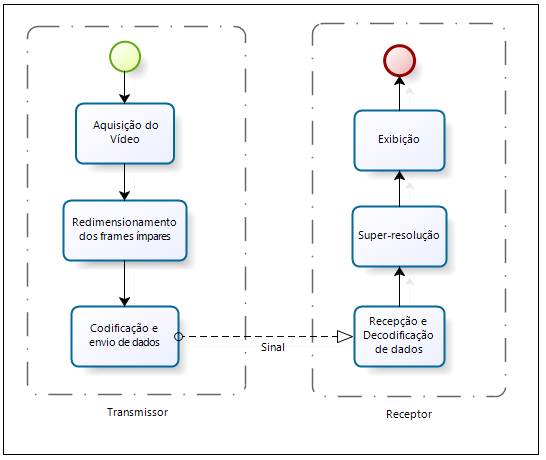 Aquisição do
Vídeo
Redimensionamento
dos frames ímpares
Codificação e
envio de dados
Transmissor
Sinal
Exibição
Super-resolução
Recepção e
Decodificação
de dados
Receptor